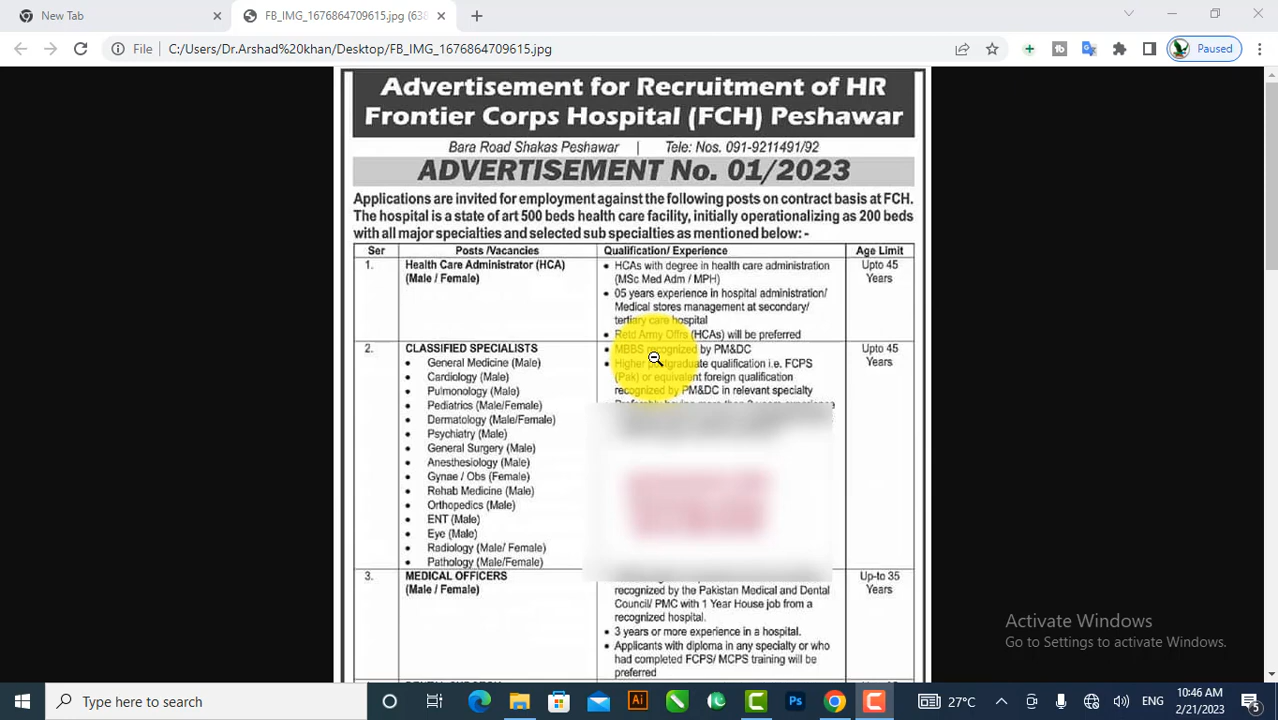 New Tab
FB_IMG_1676864709615.jpg (638
File
C:/Users/Dr.Arshad%20khan/Desktop/FB_IMG_1676864709615.jpg
Paused
Advertisement for Recruitment of HR
Frontier Corps Hospital (FCH) Peshawar
Bara Road Shakas Peshawar | Tele: Nos. 091-9211491/92
ADVERTISEMENT No. 01/2023
Applications are invited for employment against the following posts on contract basis at FCH.
The hospital is a state of art 500 beds health care facility, initially operationalizing as 200 beds
with all major specialties and selected sub specialties as mentioned below: -
Ser Posts /Vacancies Qualification/ Experience Age Limit
1. Health Care Administrator (HCA)
(Male / Female)
• HCAs with degree in health care administration
(MSc Med Adm / MPH)
• 05 years experience in hospital administration/
Medical stores management at secondary/
tertiary care hospital
• Retd Army Offrs (HCAs) will be preferred
Upto 45
Years
2. CLASSIFIED SPECIALISTS
• General Medicine (Male)
• Cardiology (Male)
• Pulmonology (Male)
• Pediatrics (Male/Female)
• Dermatology (Male/Female)
• Psychiatry (Male)
• General Surgery (Male)
• Anesthesiology (Male)
• Gynae / Obs (Female)
• Rehab Medicine (Male)
• Orthopedics (Male)
• ENT (Male)
• Eye (Male)
• Radiology (Male/ Female)
• Pathology (Male/Female)
• MBBS recognized by PM&DC
• Higher postgraduate qualification i.e. FCPS
(Pak) or equivalent foreign qualification
recognized by PM&DC in relevant specialty
Upto 45
Years
3. MEDICAL OFFICERS
(Male / Female)
recognized by the Pakistan Medical and Dental
Council/ PMC with 1 Year House job from a
recognized hospital.
• 3 years or more experience in a hospital.
• Applicants with diploma in any specialty or who
had completed FCPS/ MCPS training will be
preferred
Up-to 35
Years
Activate Windows
Go to Settings to activate Windows.
Type here to search
27°C
ENG
10:46 AM
2/21/2023
5